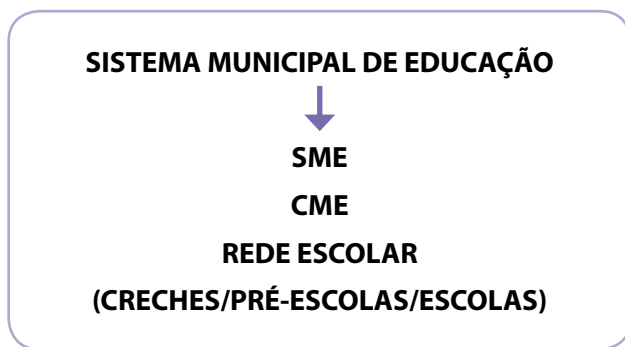 SISTEMA MUNICIPAL DE EDUCAÇÃO
SME
CME
REDE ESCOLAR
(CRECHES/PRÉ-ESCOLAS/ESCOLAS)